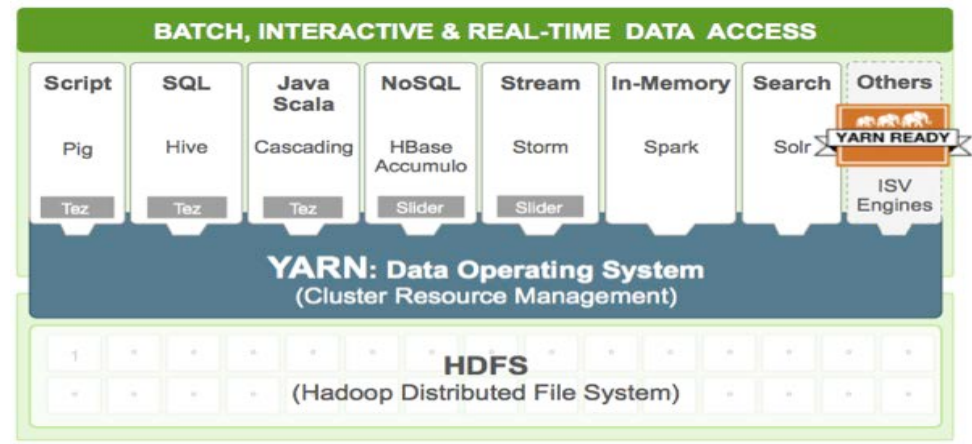 BATCH, INTERACTIVE & REAL-TIME DATA ACCESS
Script
Pig
Tez
SQL
Hive
Tez
Java
Scala
Cascading
Tez
NoSQL
HBase
Accumulo
Slider
Stream
Storm
Slider
In-Memory
Spark
Search
Solr
Others
YARN READY
ISV
Engines
YARN: Data Operating System
(Cluster Resource Management)
1
HDFS
(Hadoop Distributed File System)